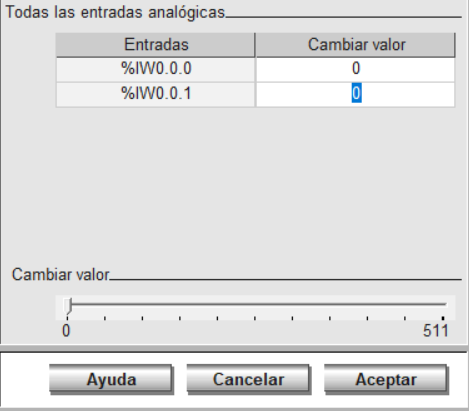 Todas las entradas analógicas
Entradas Cambiar valor
%IW0.0.0 0
%IW0.0.1 0
Cambiar valor
0 511
Ayuda Cancelar Aceptar